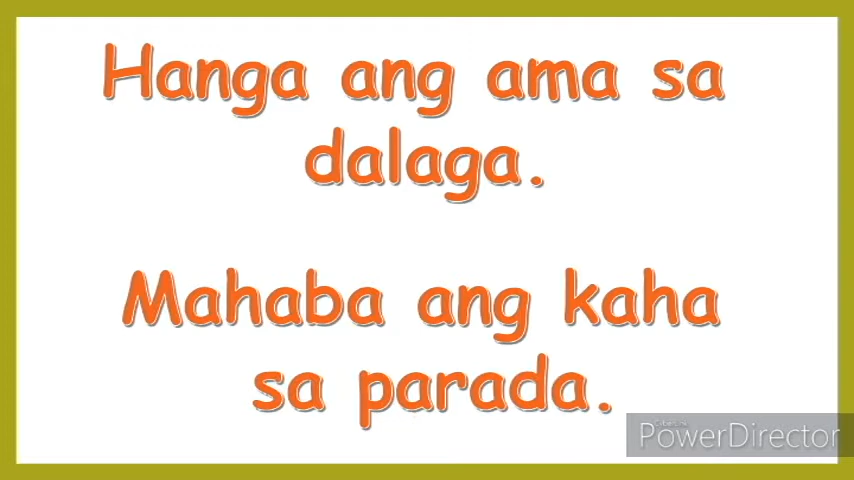 Hanga ang ama sa
dalaga.
Mahaba ang kaha
sa parada.
PowerDirector